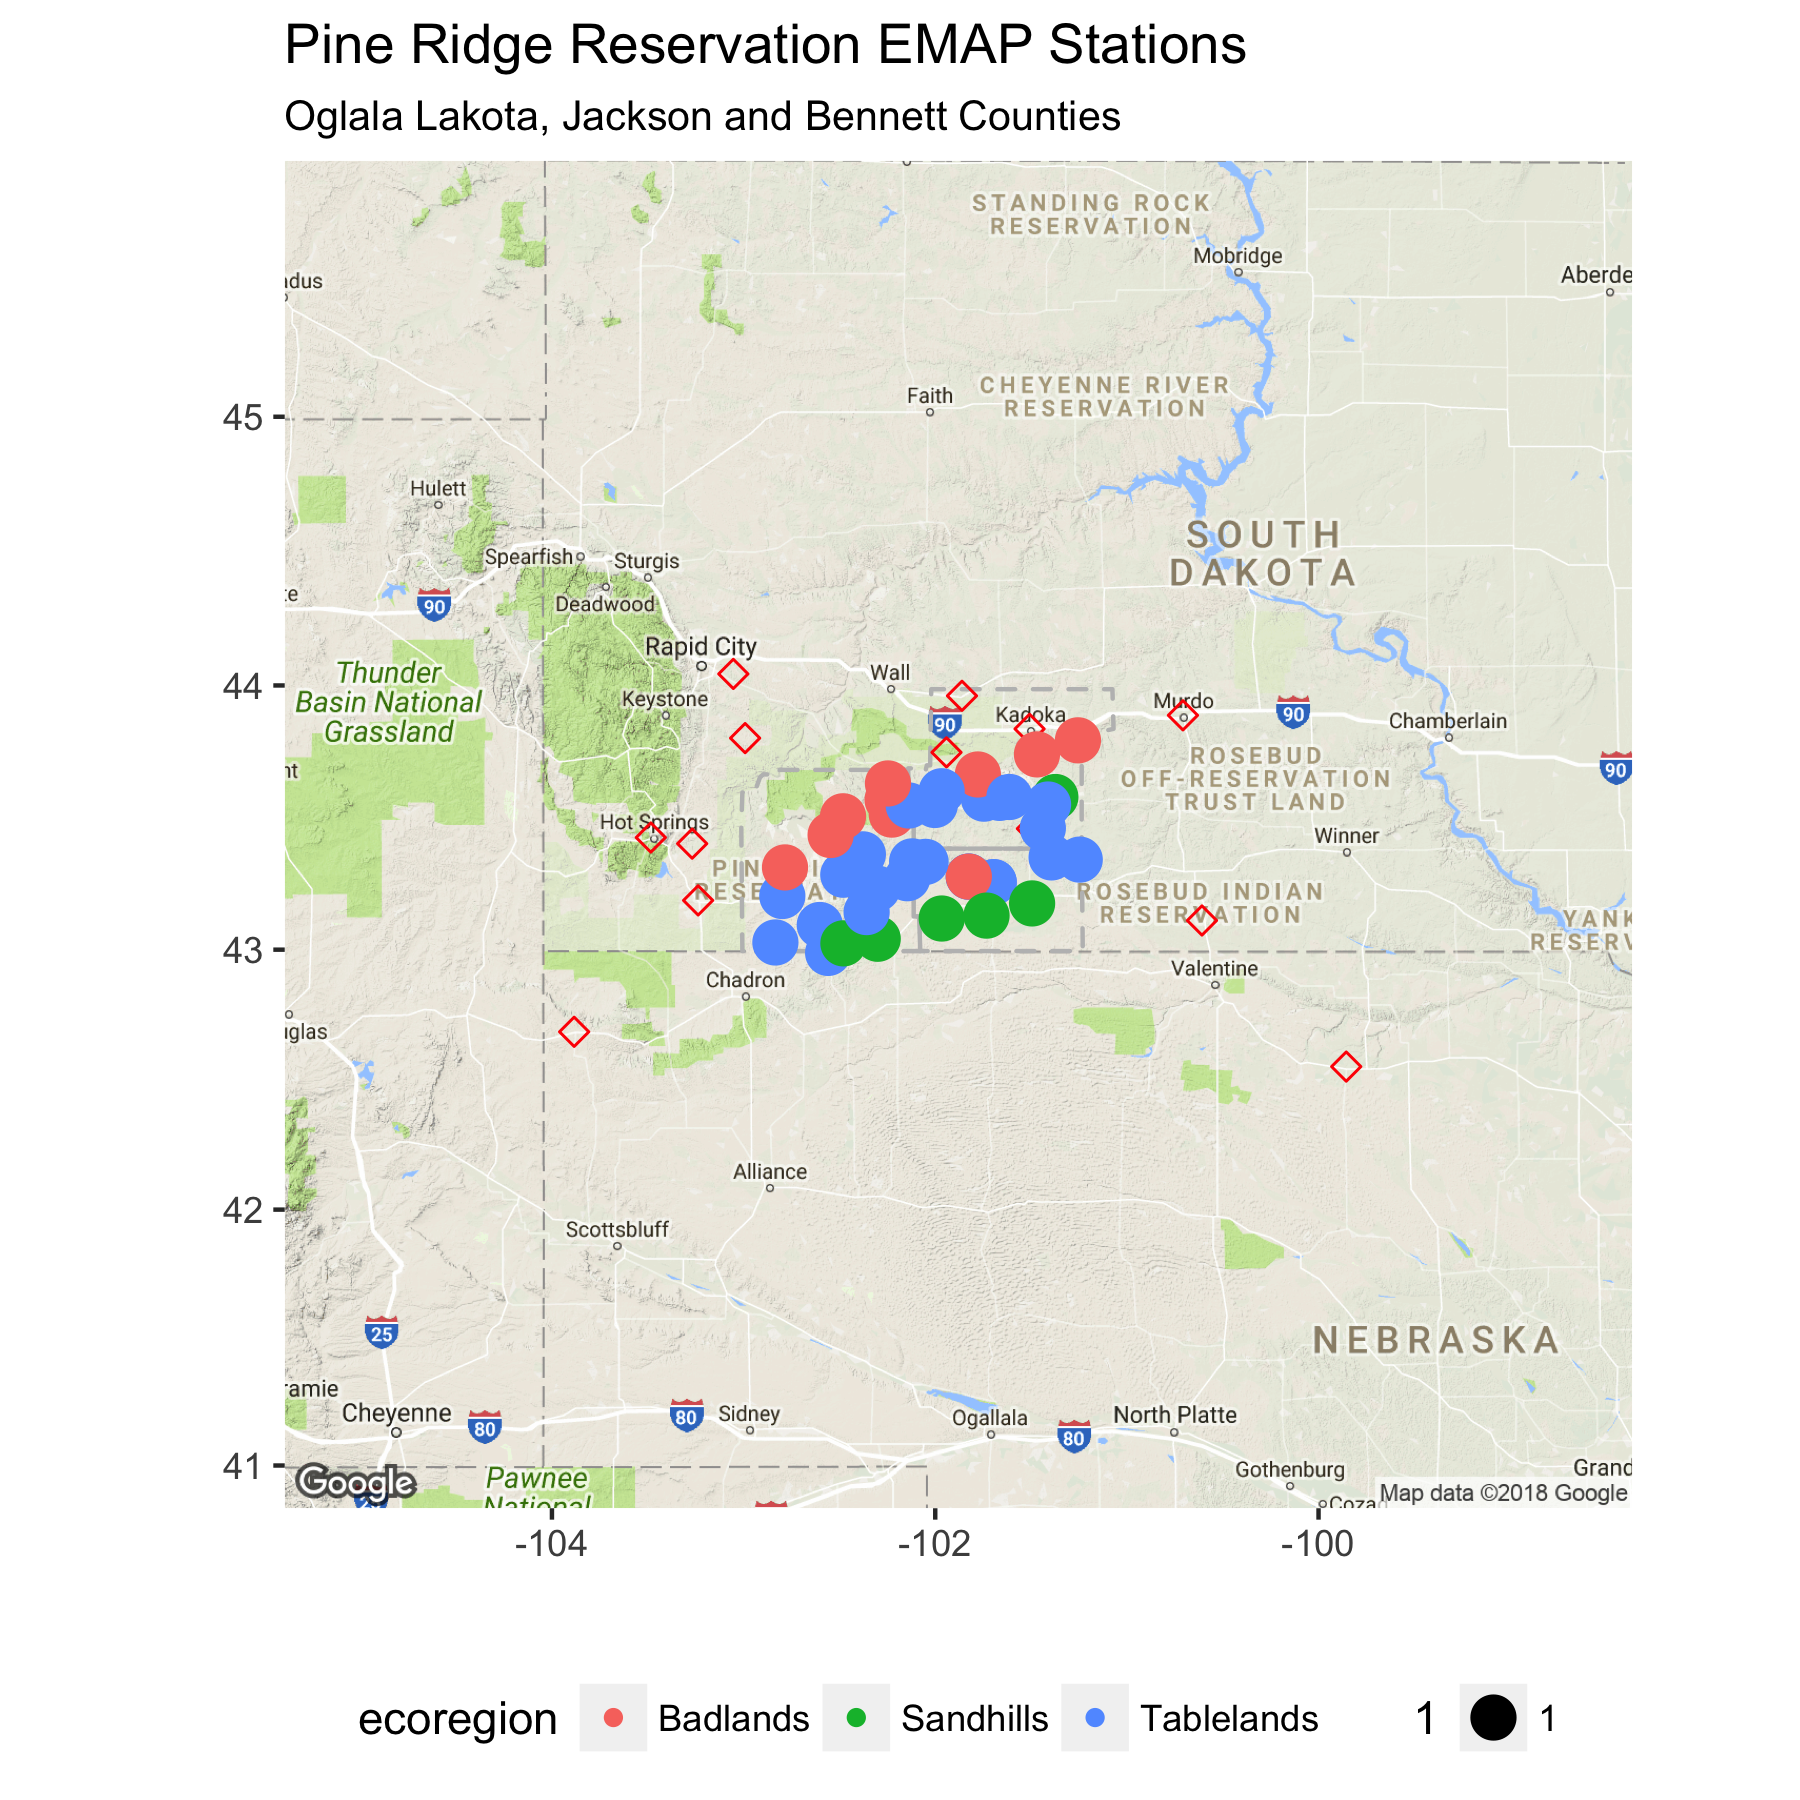 Pine Ridge Reservation EMAP Stations
Oglala Lakota, Jackson and Bennett Counties
STANDING ROCK
RESERVATION
Mobridge
Aberde
adus
45
Faith
CHEYENNE RIVER
RESERVATION
Hulett
SOUTH
DAKOTA
Spearfish
Sturgis
te
90
Deadwood
Rapid City
44
Thunder
Basin National
Grassland
Wall
Keystone
Murdo
Kadoka
90
90
Chamberlain
ROSEBUD
OFF-RESERVATION
TRUST LAND
90
nt
Hot Springs
Winner
PIN
RESE
ROSEBUD INDIAN
RESERVATION
YANK
RESERV
43
Chadron
Valentine
uglas
Alliance
42
Scottsbluff
25
NEBRASKA
ramie
Cheyenne
80
80
Sidney
Ogallala
80
North Platte
41
Pawnee
National
Gothenburg
Grand
Google
Map data ©2018 Google
Coza
-104
-102
-100
ecoregion
Badlands
Sandhills
Tablelands
1
1